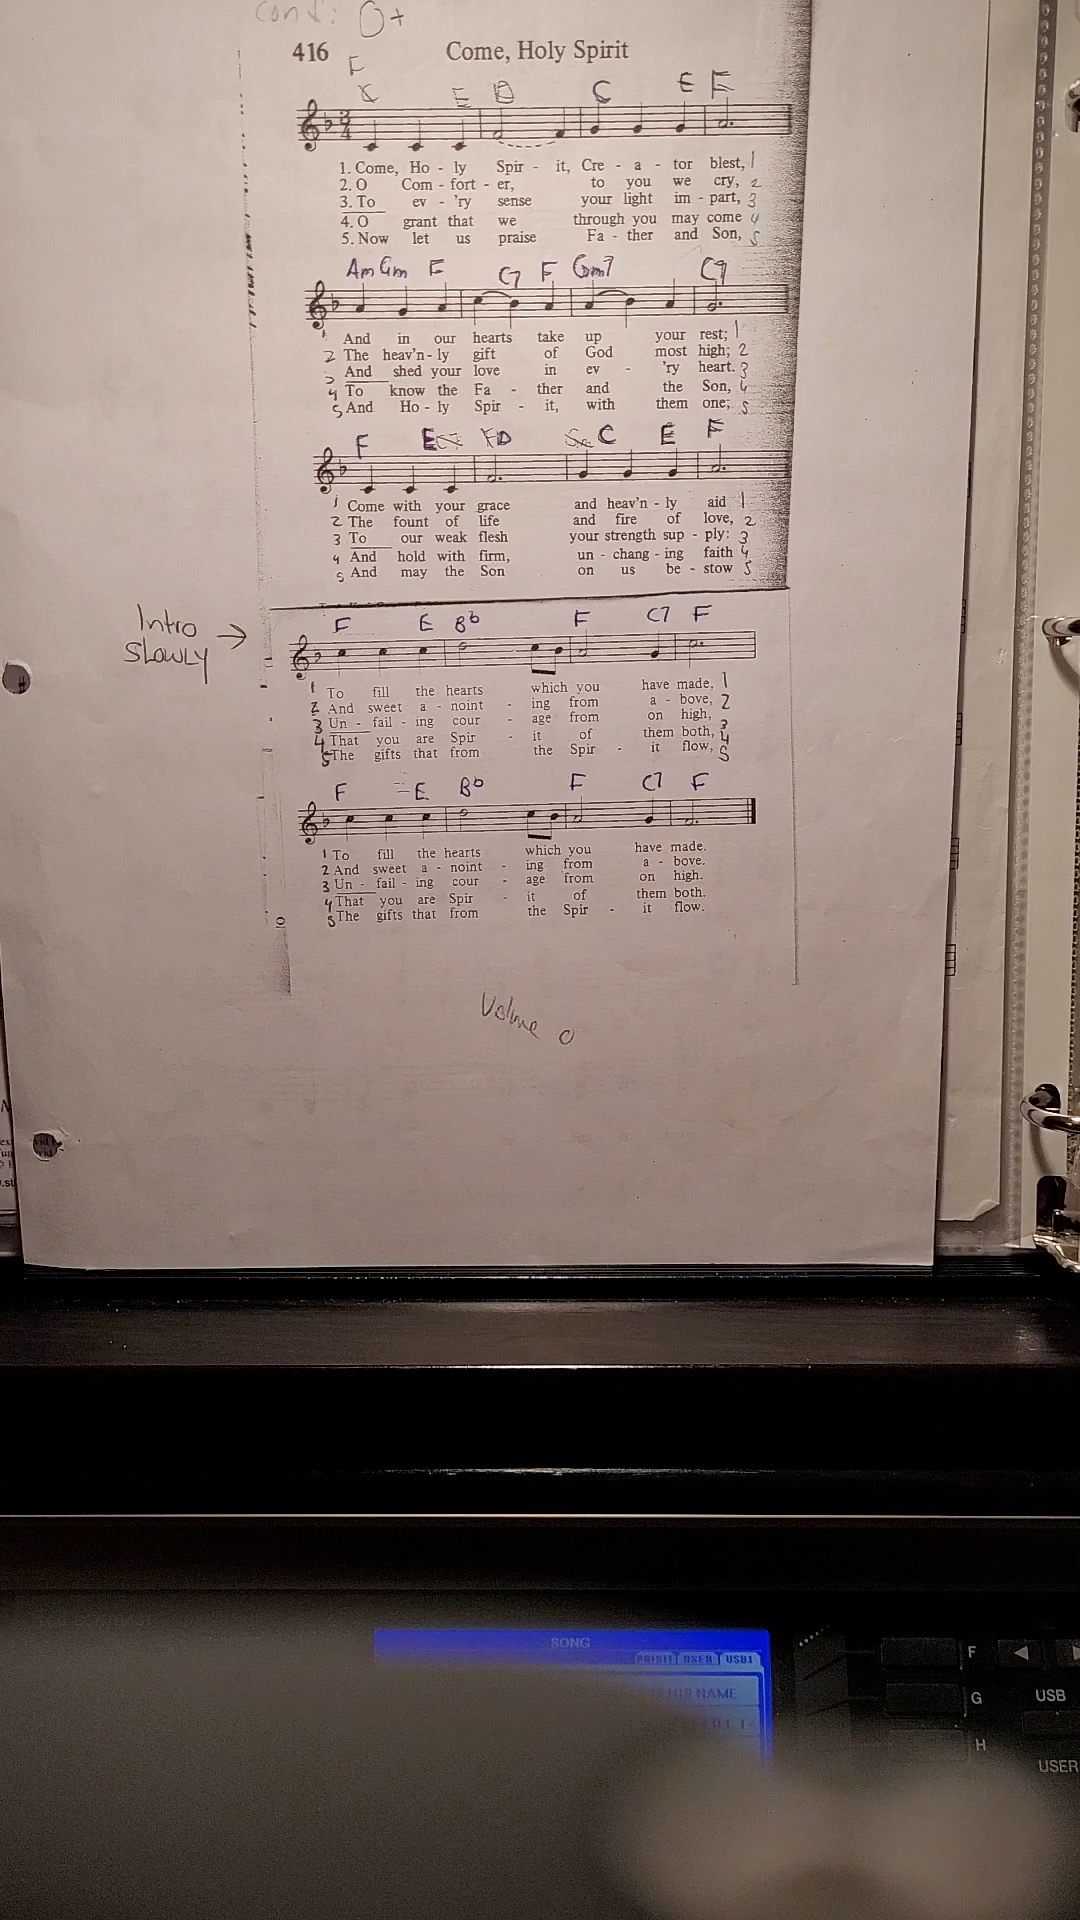 Cont: O+
416 Come, Holy Spirit
F
E D C E F
3
4
1. Come, Ho - ly Spir - it, Cre - a - tor blest, 1
2. O Com - fort - er, to you we cry, 2
3. To ev - 'ry sense your light im - part, 3
4. O grant that we through you may come 4
5. Now let us praise Fa - ther and Son, 5
Am Gm F C7 F Gm7 C9
1 And in our hearts take up your rest; 1
2 The heav'n - ly gift of God most high; 2
3 And shed your love in ev - 'ry heart. 3
4 To know the Fa - ther and the Son, 4
5 And Ho - ly Spir - it, with them one; 5
F E D C E F
1 Come with your grace and heav'n - ly aid 1
2 The fount of life and fire of love, 2
3 To our weak flesh your strength sup - ply: 3
4 And hold with firm, un - chang - ing faith 4
5 And may the Son on us be - stow 5
Intro
SLOWLY →
F E Bb F C7 F
1 To fill the hearts which you have made, 1
2 And sweet a - noint - ing from a - bove, 2
3 Un - fail - ing cour - age from on high, 3
4 That you are Spir - it of them both, 4
5 The gifts that from the Spir - it flow, 5
F E Bb F C7 F
1 To fill the hearts which you have made.
2 And sweet a - noint - ing from a - bove.
3 Un - fail - ing cour - age from on high.
4 That you are Spir - it of them both.
5 The gifts that from the Spir - it flow.
Volume 0
SONG
PRESET USER USB1
HIS NAME
F
G USB
H
USER